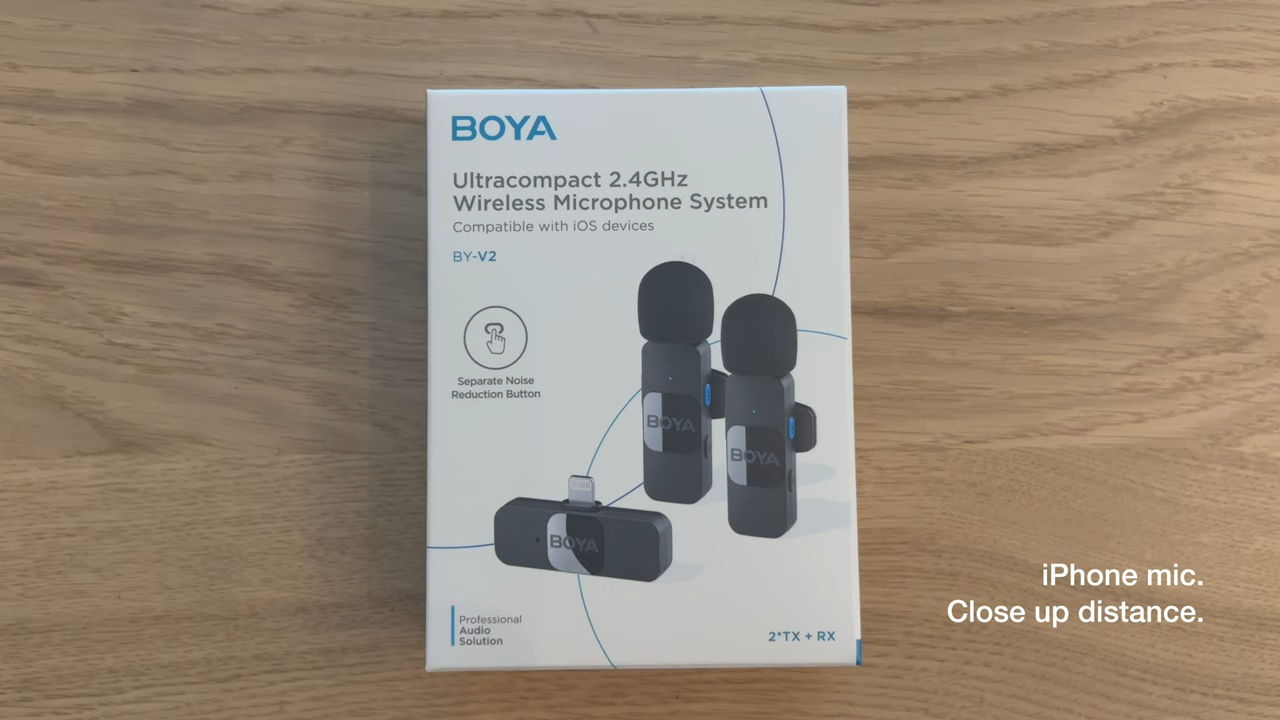 BOYA
Ultracompact 2.4GHz
Wireless Microphone System
Compatible with iOS devices
BY-V2
Separate Noise
Reduction Button
BOYA
BOYA
BOYA
Professional
Audio
Solution
2*TX + RX
iPhone mic.
Close up distance.